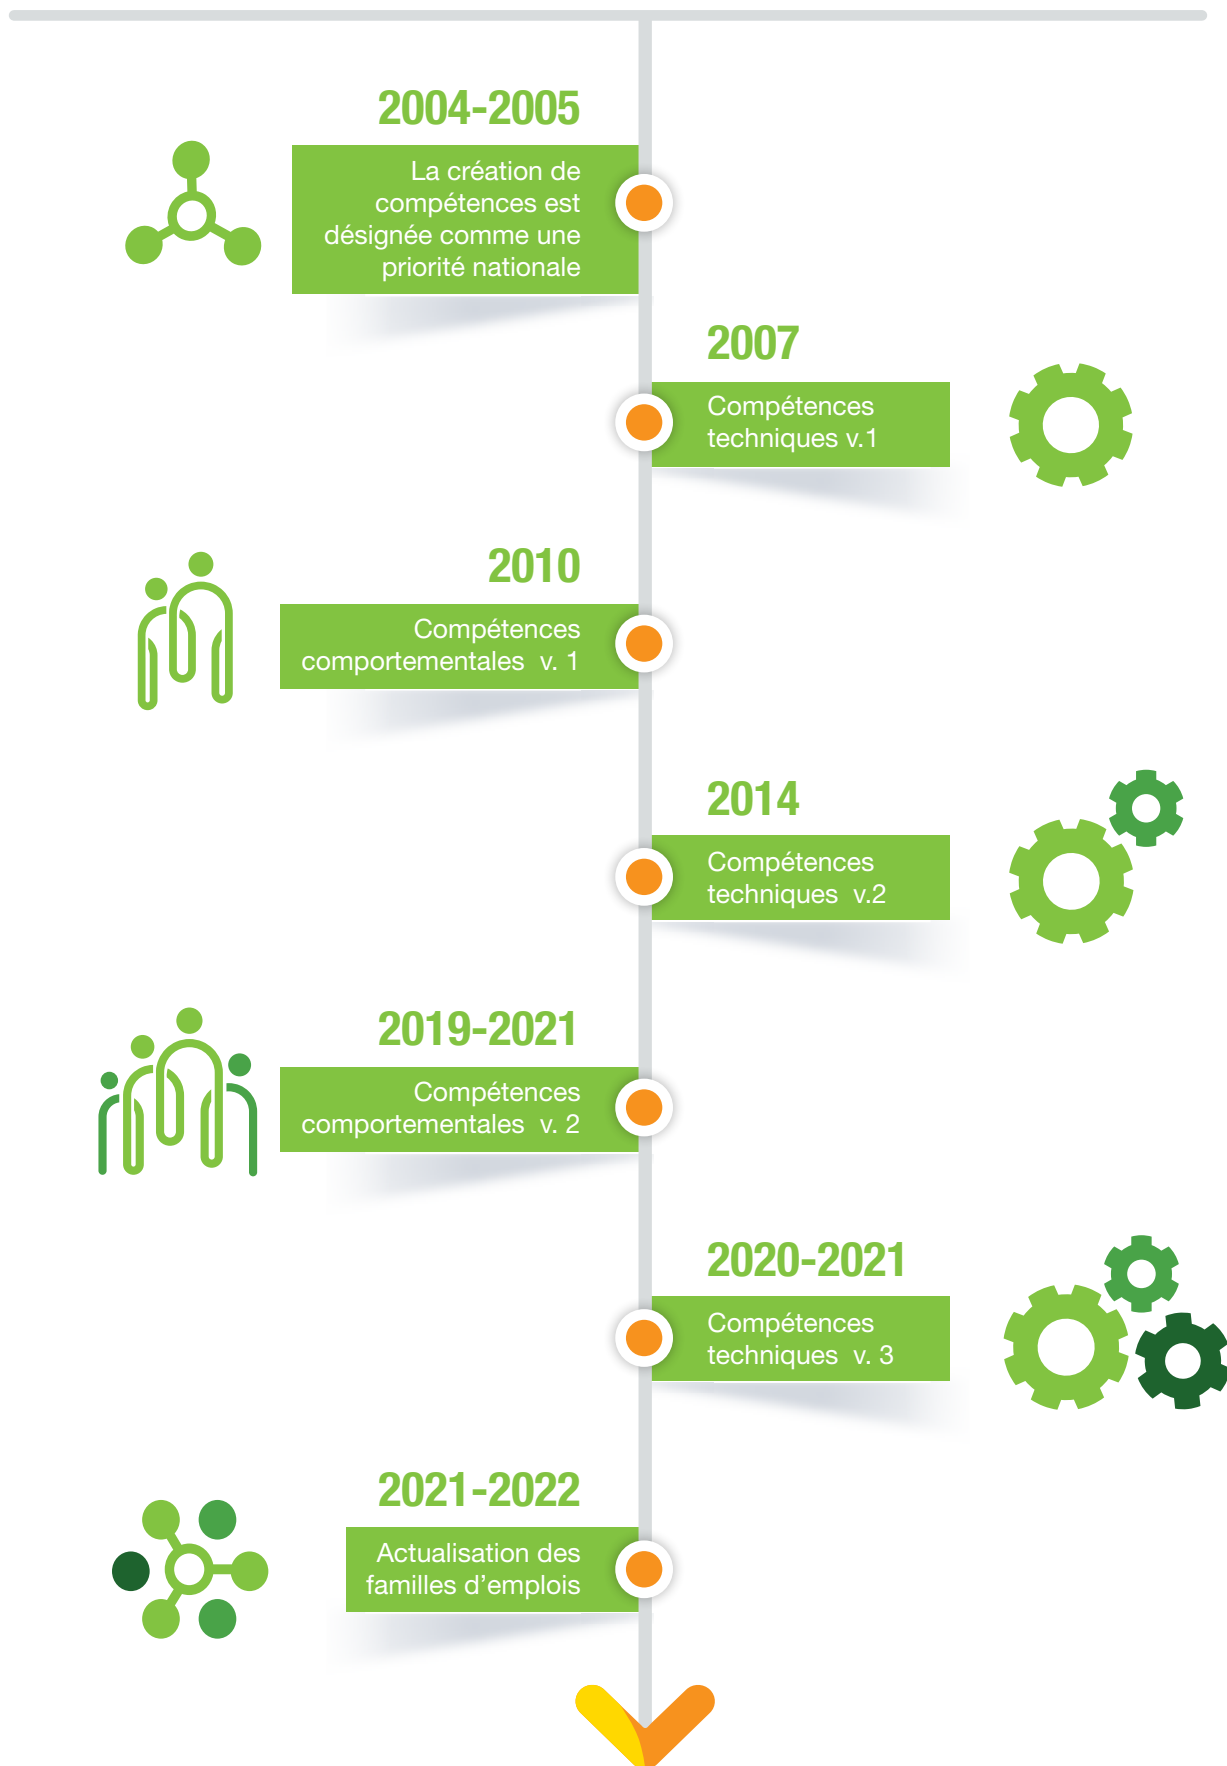 2004-2005
La création de
compétences est
désignée comme une
priorité nationale
2007
Compétences
techniques v.1
2010
Compétences
comportementales v. 1
2014
Compétences
techniques v.2
2019-2021
Compétences
comportementales v. 2
2020-2021
Compétences
techniques v. 3
2021-2022
Actualisation des
familles d'emplois